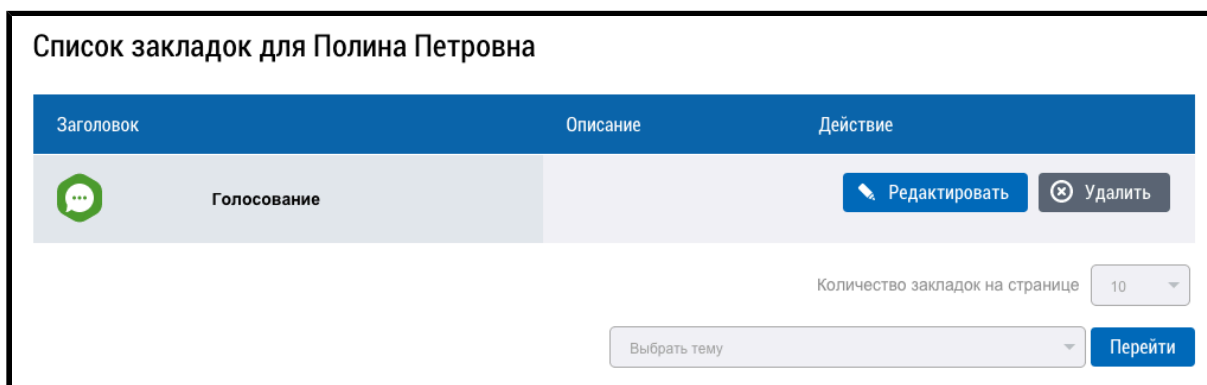 Список закладок для Полина Петровна
Заголовок Описание Действие
Голосование Редактировать Удалить
Количество закладок на странице 10
Выбрать тему Перейти